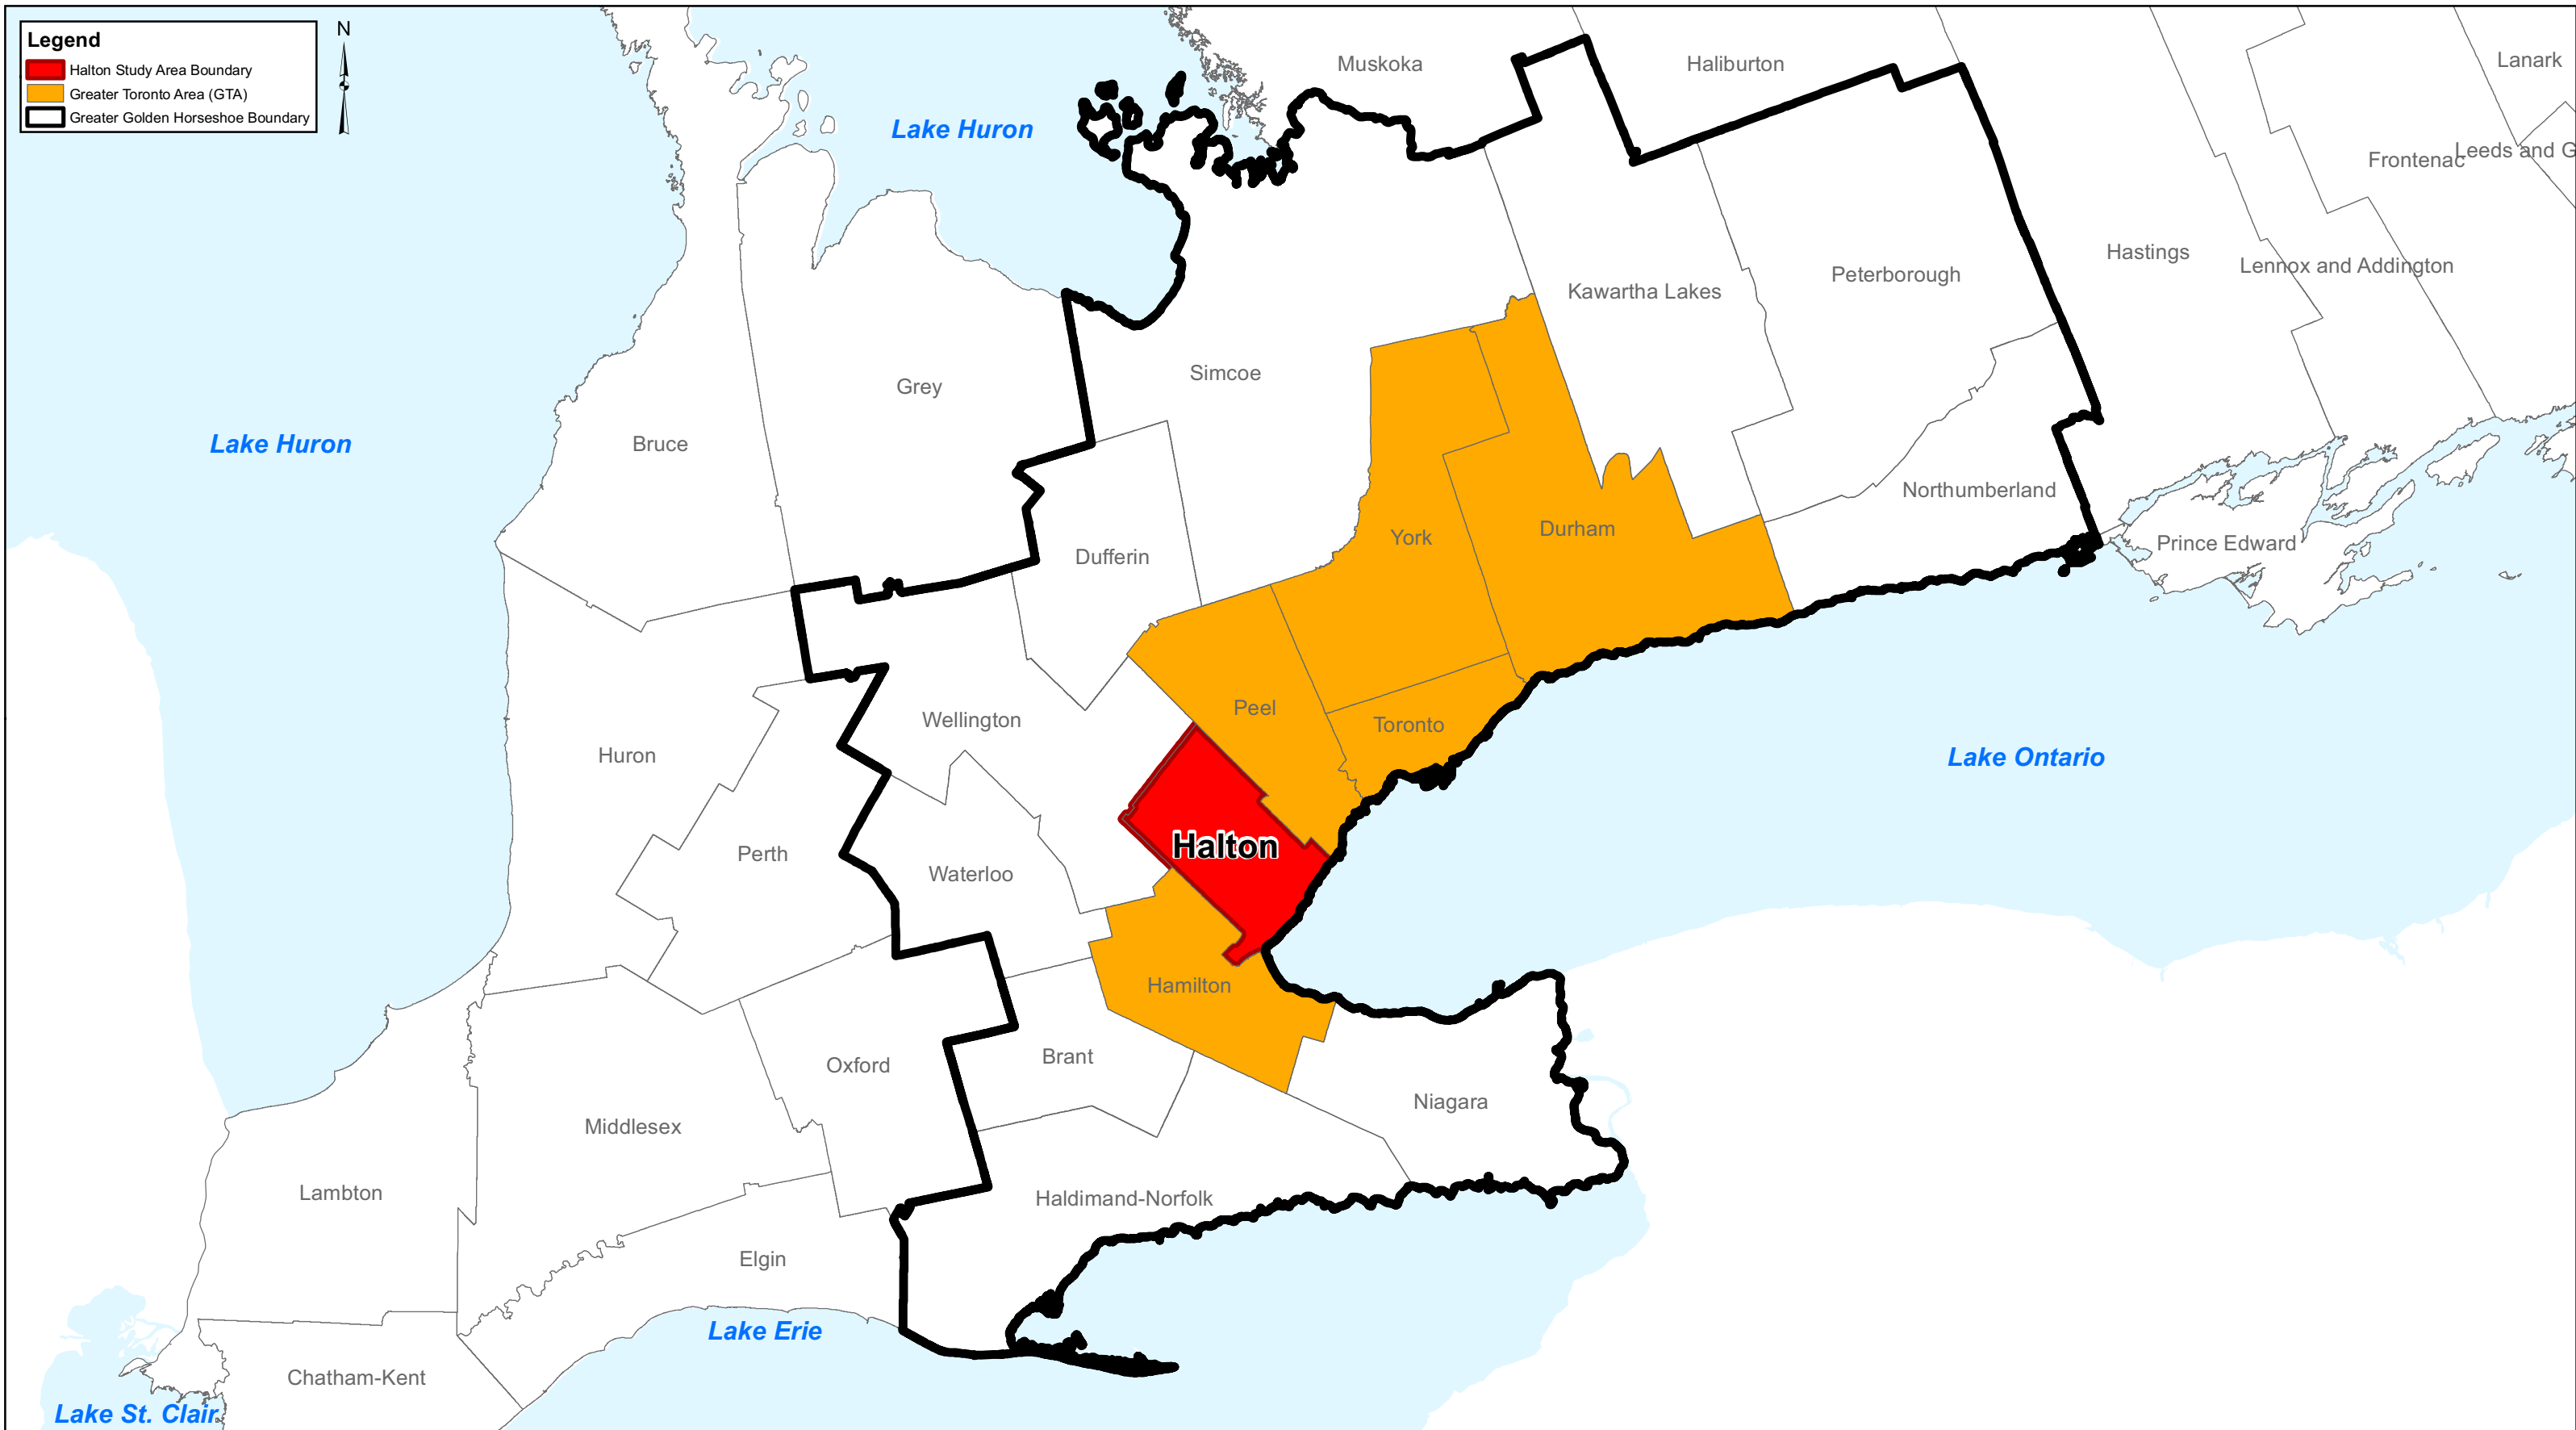 Legend
Halton Study Area Boundary
Greater Toronto Area (GTA)
Greater Golden Horseshoe Boundary
N
Muskoka
Haliburton
Lanark
Lake Huron
Frontenac
Leeds and G
Hastings
Lennox and Addington
Peterborough
Kawartha Lakes
Simcoe
Grey
Lake Huron
Bruce
Northumberland
Durham
York
Prince Edward
Dufferin
Peel
Wellington
Toronto
Huron
Lake Ontario
Halton
Perth
Waterloo
Hamilton
Brant
Oxford
Niagara
Middlesex
Lambton
Haldimand-Norfolk
Elgin
Lake Erie
Chatham-Kent
Lake St. Clair